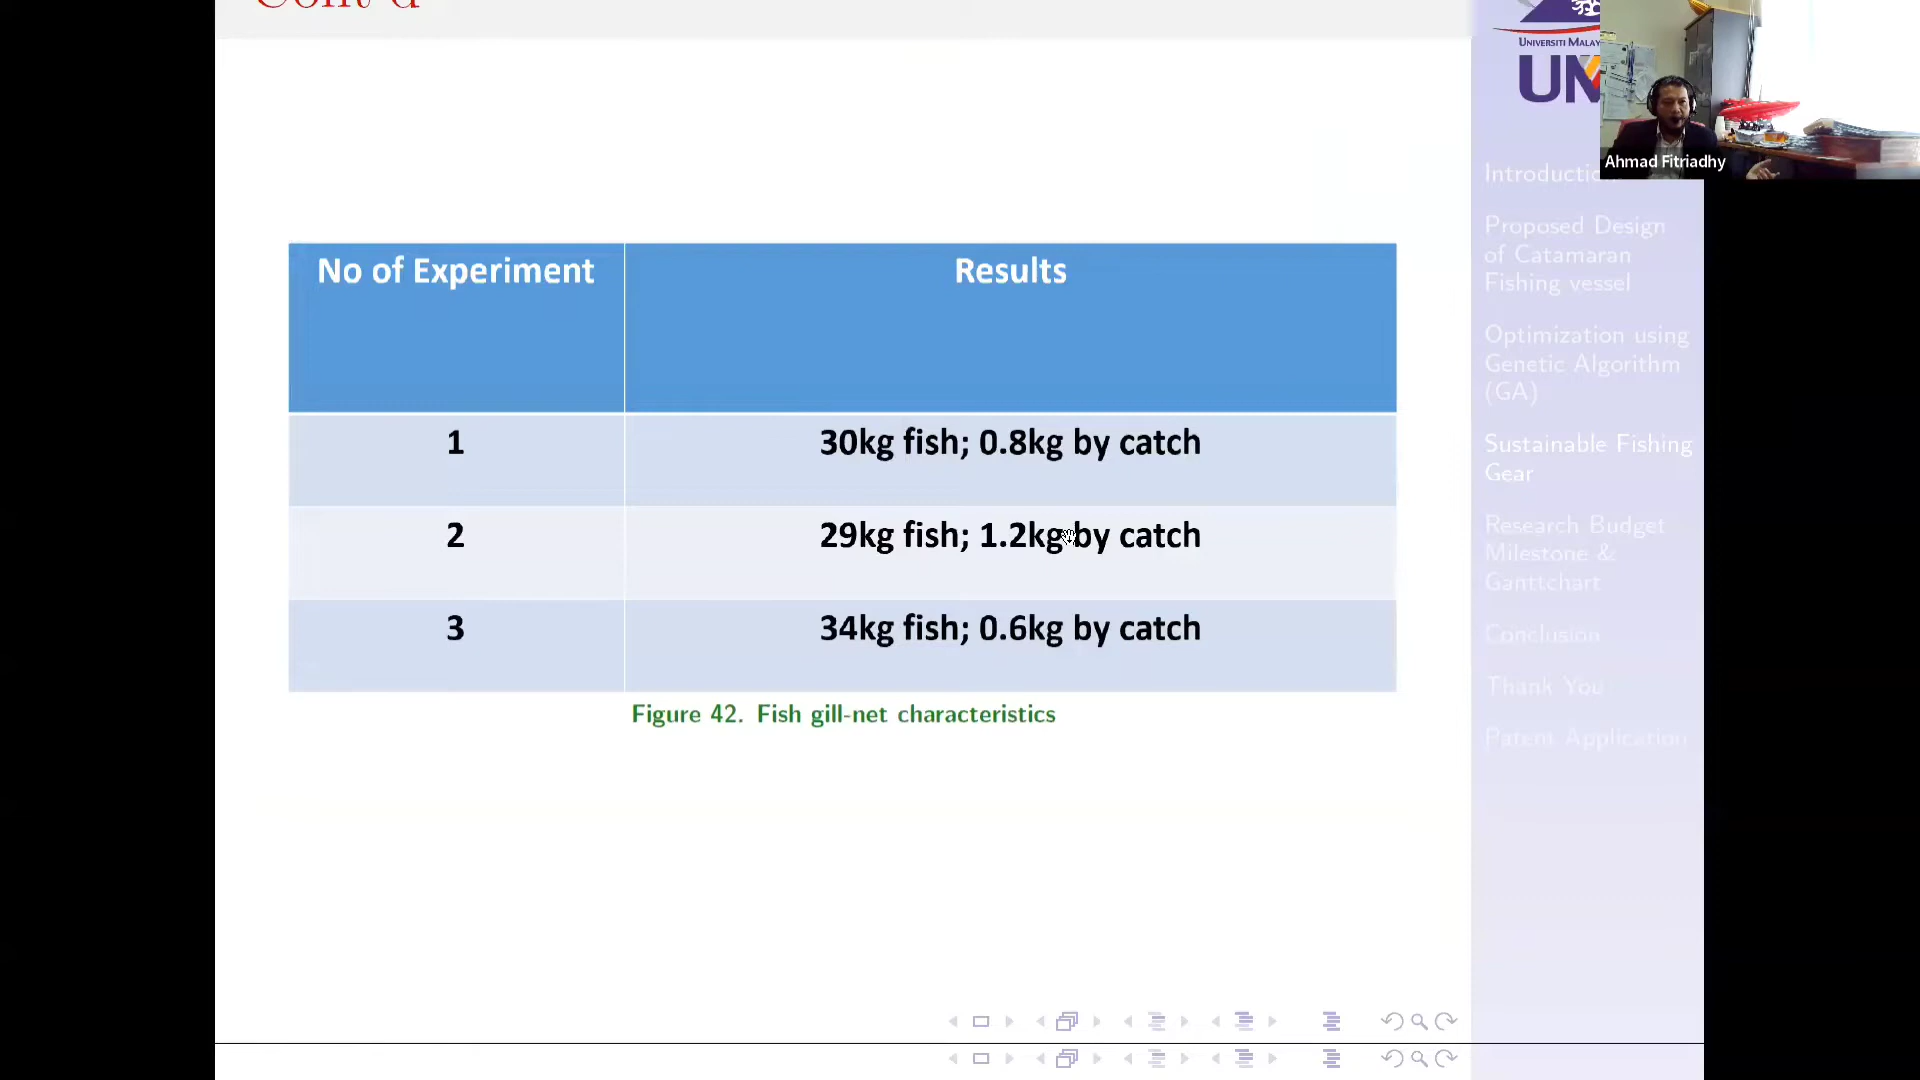 Cont'd
UNIVERSITI MALAY
UM
Ahmad Fitriadhy
No of Experiment
Results
1
30kg fish; 0.8kg by catch
2
29kg fish; 1.2kg by catch
3
34kg fish; 0.6kg by catch
Figure 42. Fish gill-net characteristics
Introduction
Proposed Design
of Catamaran
Fishing vessel
Optimization using
Genetic Algorithm
(GA)
Sustainable Fishing
Gear
Research Budget
Milestone &
Ganttchart
Conclusion
Thank You
Patent Application